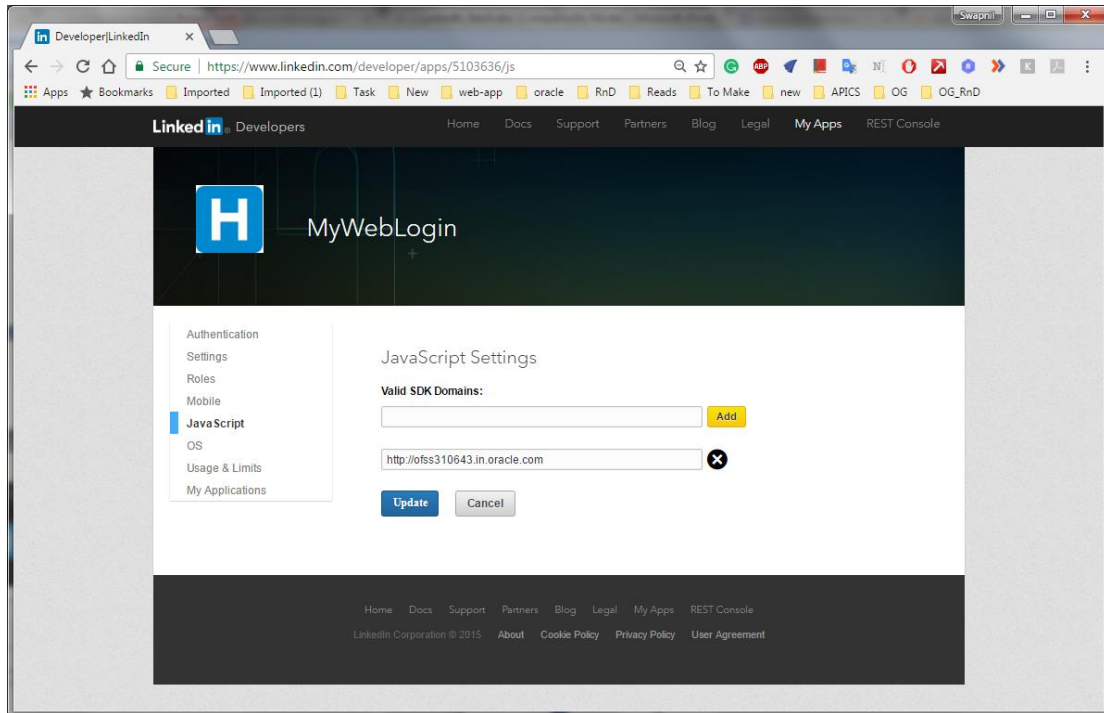 Swapnil
Developer|LinkedIn
Secure | https://www.linkedin.com/developer/apps/5103636/js
Apps Bookmarks Imported Imported (1) Task New web-app oracle RnD Reads To Make new APICS OG OG_RnD
Linked in Developers Home Docs Support Partners Blog Legal My Apps REST Console
H MyWebLogin
Authentication
Settings
Roles
Mobile
JavaScript
OS
Usage & Limits
My Applications
JavaScript Settings
Valid SDK Domains:
Add
http://ofss310643.in.oracle.com
Update Cancel
Home Docs Support Partners Blog Legal My Apps REST Console
LinkedIn Corporation © 2015 About Cookie Policy Privacy Policy User Agreement